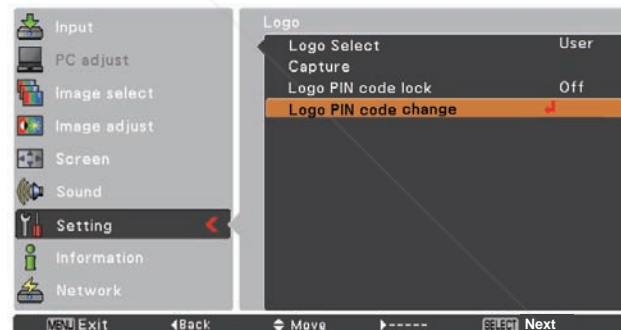 Input
PC adjust
Image select
Image adjust
Screen
Sound
Setting
Information
Network
Logo
Logo Select User
Capture
Logo PIN code lock Off
Logo PIN code change
MENU Exit Back Move ----- SELECT Next